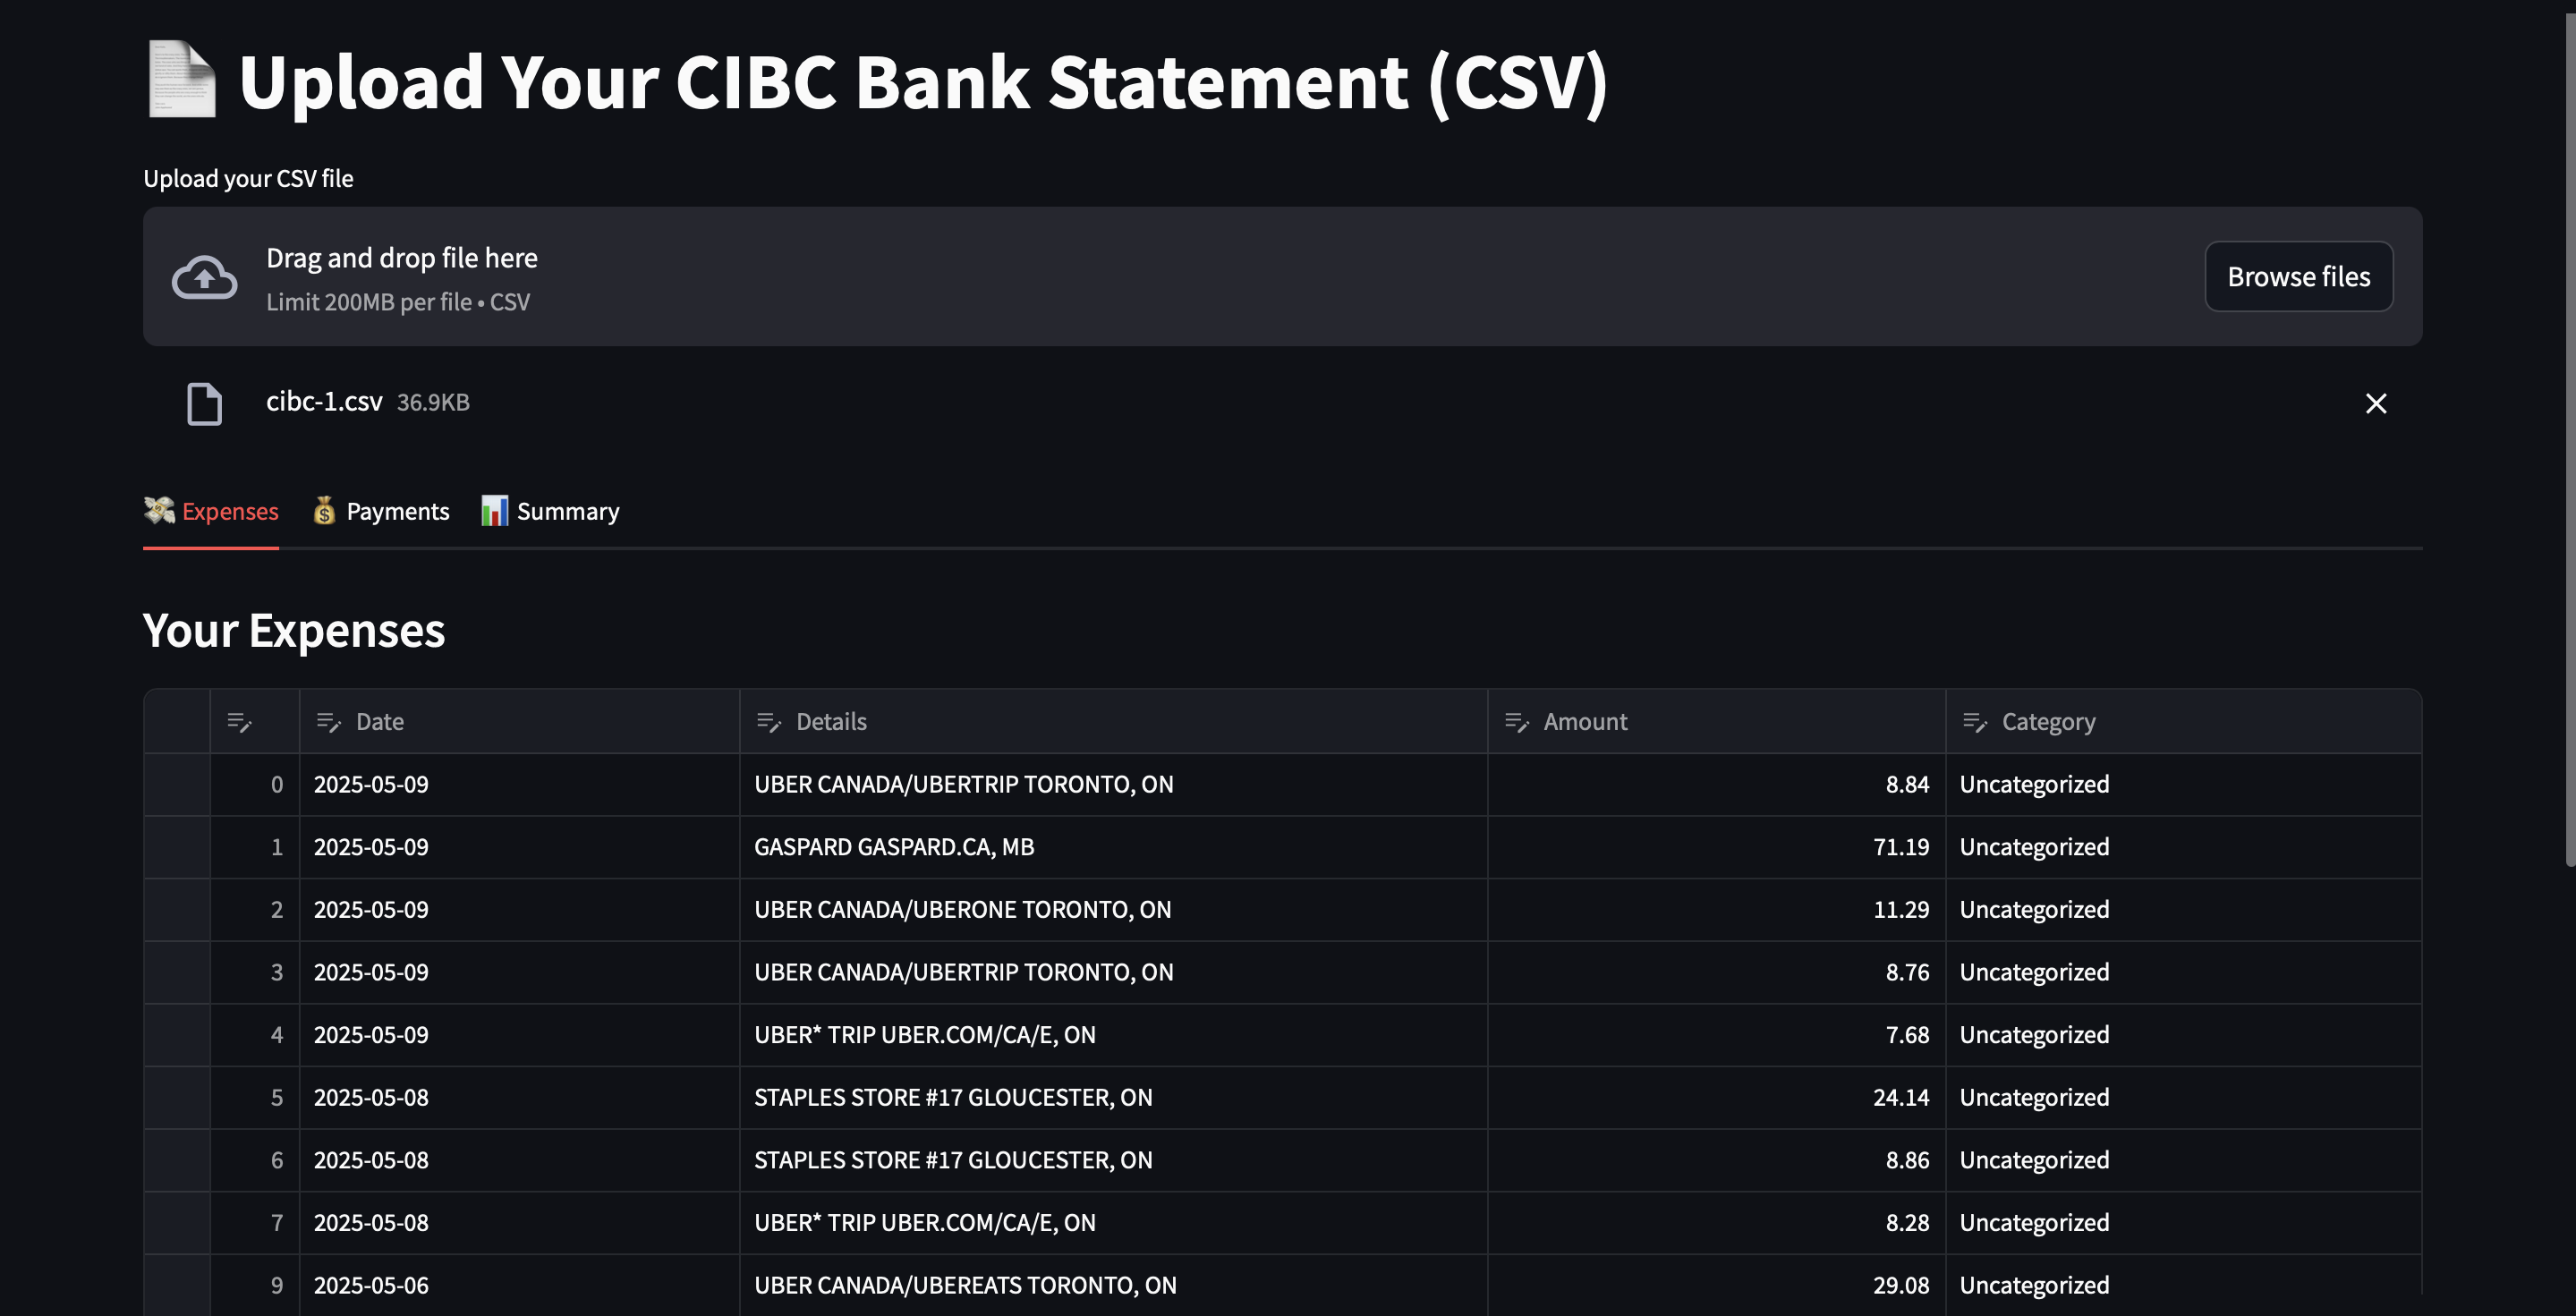 Upload Your CIBC Bank Statement (CSV)
Upload your CSV file
Drag and drop file here
Limit 200MB per file • CSV
Browse files
cibc-1.csv 36.9KB
Expenses Payments Summary
Your Expenses
Date Details Amount Category
0 2025-05-09 UBER CANADA/UBERTRIP TORONTO, ON 8.84 Uncategorized
1 2025-05-09 GASPARD GASPARD.CA, MB 71.19 Uncategorized
2 2025-05-09 UBER CANADA/UBERONE TORONTO, ON 11.29 Uncategorized
3 2025-05-09 UBER CANADA/UBERTRIP TORONTO, ON 8.76 Uncategorized
4 2025-05-09 UBER* TRIP UBER.COM/CA/E, ON 7.68 Uncategorized
5 2025-05-08 STAPLES STORE #17 GLOUCESTER, ON 24.14 Uncategorized
6 2025-05-08 STAPLES STORE #17 GLOUCESTER, ON 8.86 Uncategorized
7 2025-05-08 UBER* TRIP UBER.COM/CA/E, ON 8.28 Uncategorized
9 2025-05-06 UBER CANADA/UBEREATS TORONTO, ON 29.08 Uncategorized